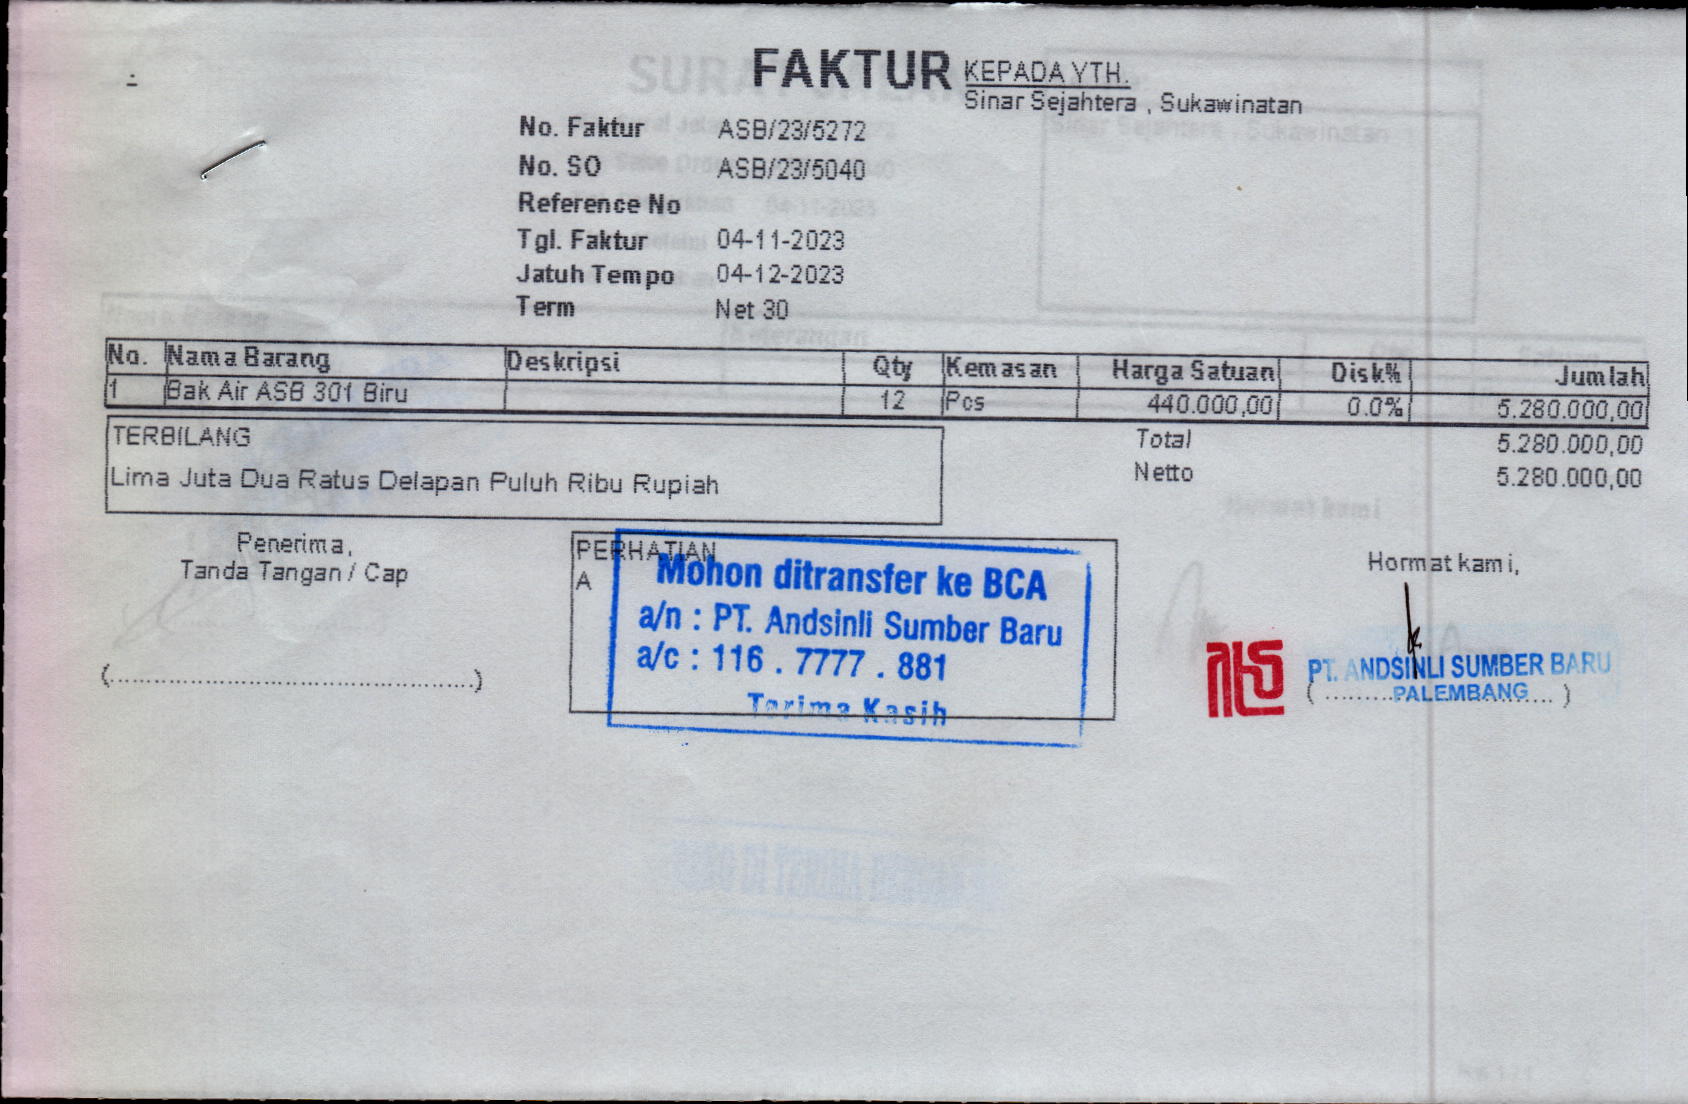 FAKTUR
KEPADA YTH.
Sinar Sejahtera , Sukawinatan
No. Faktur ASB/23/5272
No. SO ASB/23/5040
Reference No
Tgl. Faktur 04-11-2023
Jatuh Tempo 04-12-2023
Term Net 30
No. Nama Barang Deskripsi Qty Kemasan Harga Satuan Disk% Jumlah
1 Bak Air ASB 301 Biru 12 Pcs 440.000,00 0.0% 5.280.000,00
TERBILANG
Lima Juta Dua Ratus Delapan Puluh Ribu Rupiah
Total 5.280.000,00
Netto 5.280.000,00
Penerima,
Tanda Tangan / Cap
(................................................)
PERHATIAN
A
Mohon ditransfer ke BCA
a/n : PT. Andsinli Sumber Baru
a/c : 116 . 7777 . 881
Terima Kasih
Hormat kami,
PT. ANDSINLI SUMBER BARU
( .........PALEMBANG.... )